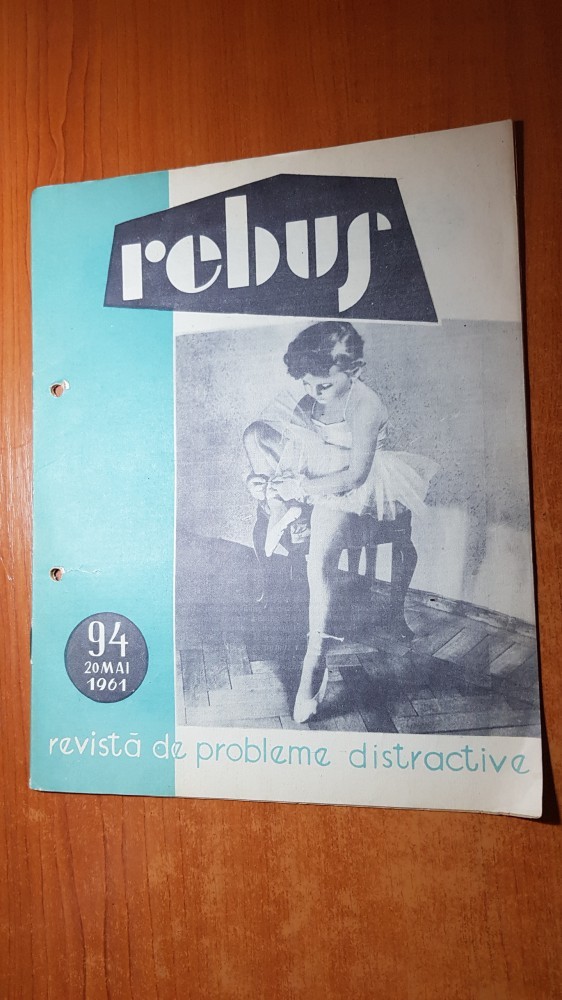 rebus
94
20 MAI
1961
revistă de probleme distractive